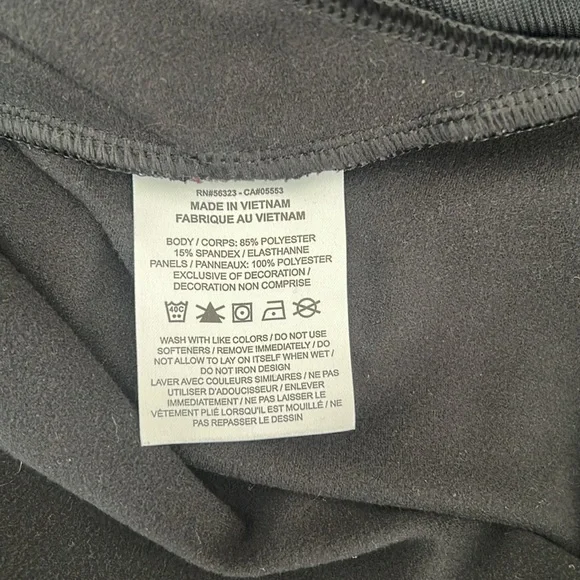 RN#56323 - CA#05553
MADE IN VIETNAM
FABRIQUE AU VIETNAM
BODY / CORPS: 85% POLYESTER
15% SPANDEX / ELASTHANNE
PANELS / PANNEAUX: 100% POLYESTER
EXCLUSIVE OF DECORATION /
DECORATION NON COMPRISE
40C
WASH WITH LIKE COLORS / DO NOT USE
SOFTENERS / REMOVE IMMEDIATELY / DO
NOT ALLOW TO LAY ON ITSELF WHEN WET /
DO NOT IRON DESIGN
LAVER AVEC COULEURS SIMILAIRES / NE PAS
UTILISER D'ADOUCISSEUR / ENLEVER
IMMEDIATEMENT / NE PAS LAISSER LE
VÊTEMENT PLIÉ LORSQU'IL EST MOUILLÉ / NE
PAS REPASSER LE DESSIN